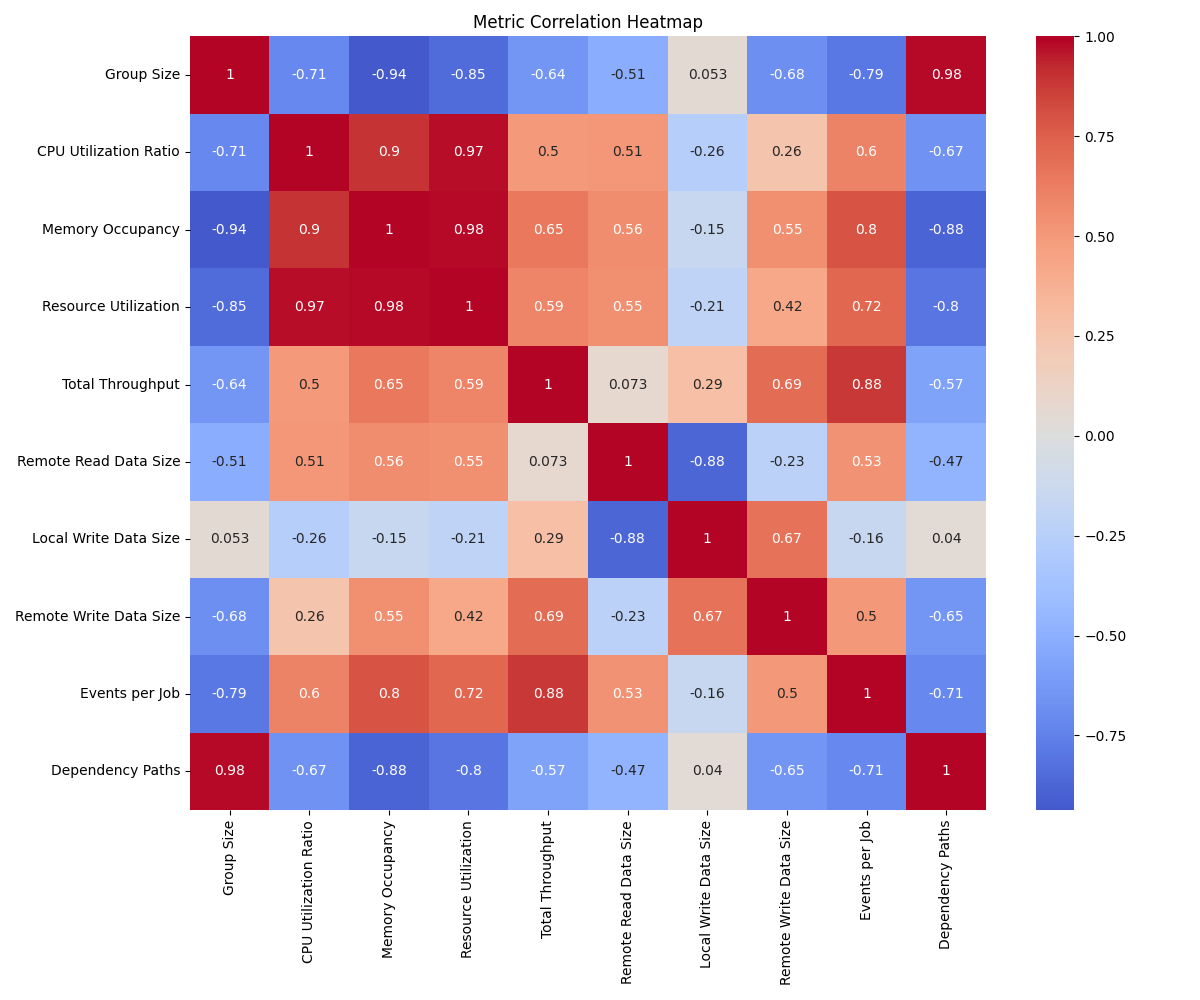 Metric Correlation Heatmap
Group Size 1 -0.71 -0.94 -0.85 -0.64 -0.51 0.053 -0.68 -0.79 0.98
CPU Utilization Ratio -0.71 1 0.9 0.97 0.5 0.51 -0.26 0.26 0.6 -0.67
Memory Occupancy -0.94 0.9 1 0.98 0.65 0.56 -0.15 0.55 0.8 -0.88
Resource Utilization -0.85 0.97 0.98 1 0.59 0.55 -0.21 0.42 0.72 -0.8
Total Throughput -0.64 0.5 0.65 0.59 1 0.073 0.29 0.69 0.88 -0.57
Remote Read Data Size -0.51 0.51 0.56 0.55 0.073 1 -0.88 -0.23 0.53 -0.47
Local Write Data Size 0.053 -0.26 -0.15 -0.21 0.29 -0.88 1 0.67 -0.16 0.04
Remote Write Data Size -0.68 0.26 0.55 0.42 0.69 -0.23 0.67 1 0.5 -0.65
Events per Job -0.79 0.6 0.8 0.72 0.88 0.53 -0.16 0.5 1 -0.71
Dependency Paths 0.98 -0.67 -0.88 -0.8 -0.57 -0.47 0.04 -0.65 -0.71 1
Group Size
CPU Utilization Ratio
Memory Occupancy
Resource Utilization
Total Throughput
Remote Read Data Size
Local Write Data Size
Remote Write Data Size
Events per Job
Dependency Paths
1.00
0.75
0.50
0.25
0.00
-0.25
-0.50
-0.75